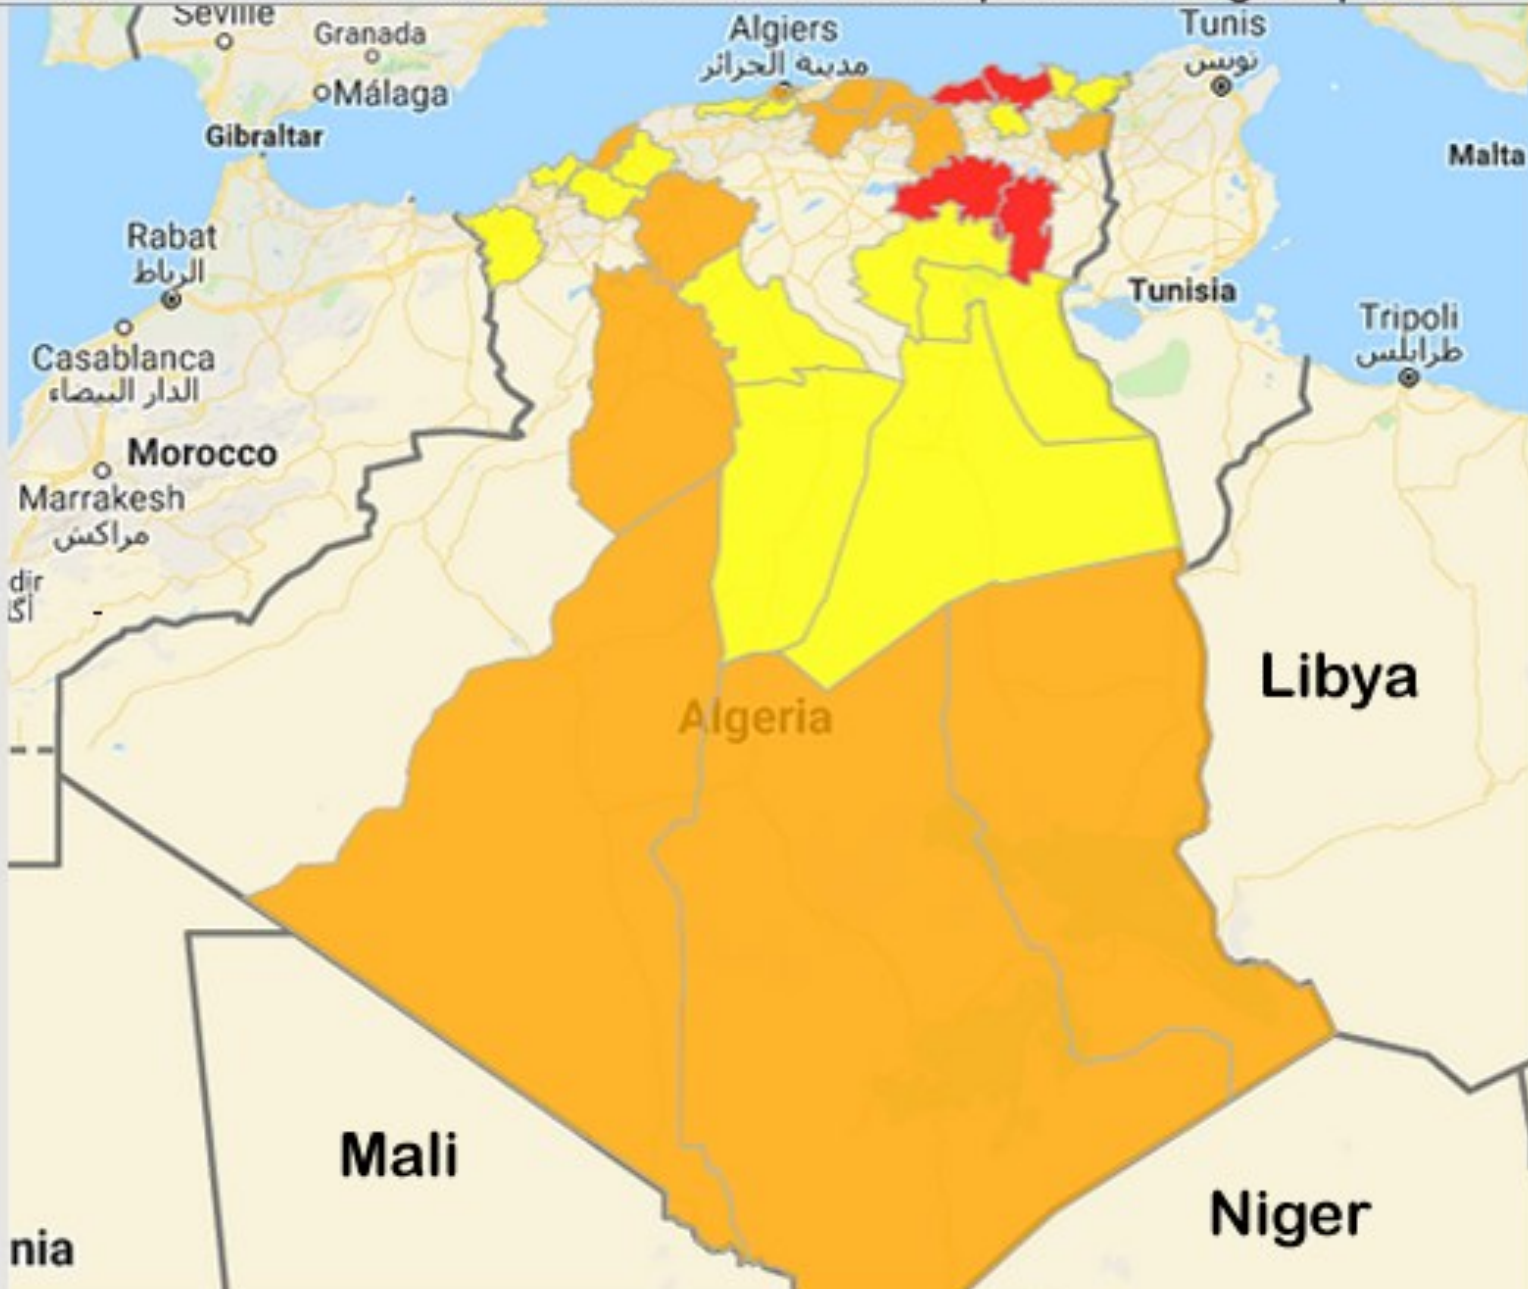 Seville
Granada
Málaga
Gibraltar
Algiers
مدينة الجزائر
Tunis
تونس
Malta
Rabat
الرباط
Casablanca
الدار البيضاء
Morocco
Marrakesh
مراكش
dir
Tunisia
Tripoli
طرابلس
Algeria
Libya
Mali
Niger
nia